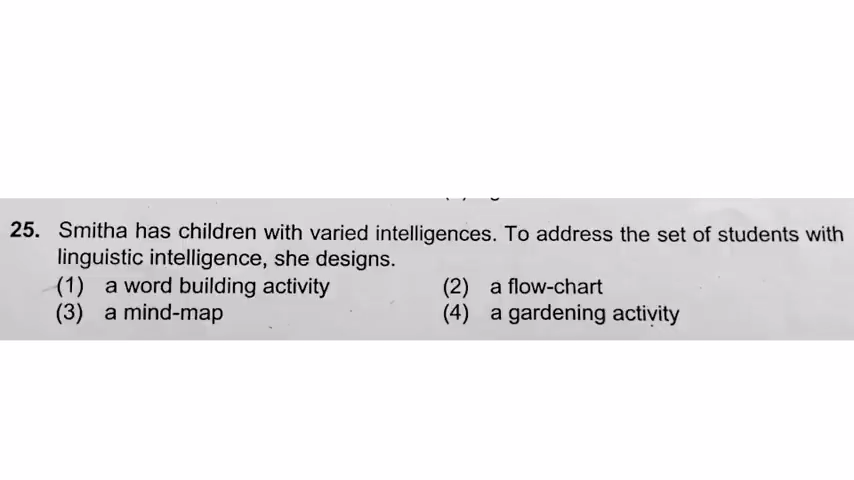 25. Smitha has children with varied intelligences. To address the set of students with
linguistic intelligence, she designs.
(1) a word building activity (2) a flow-chart
(3) a mind-map (4) a gardening activity